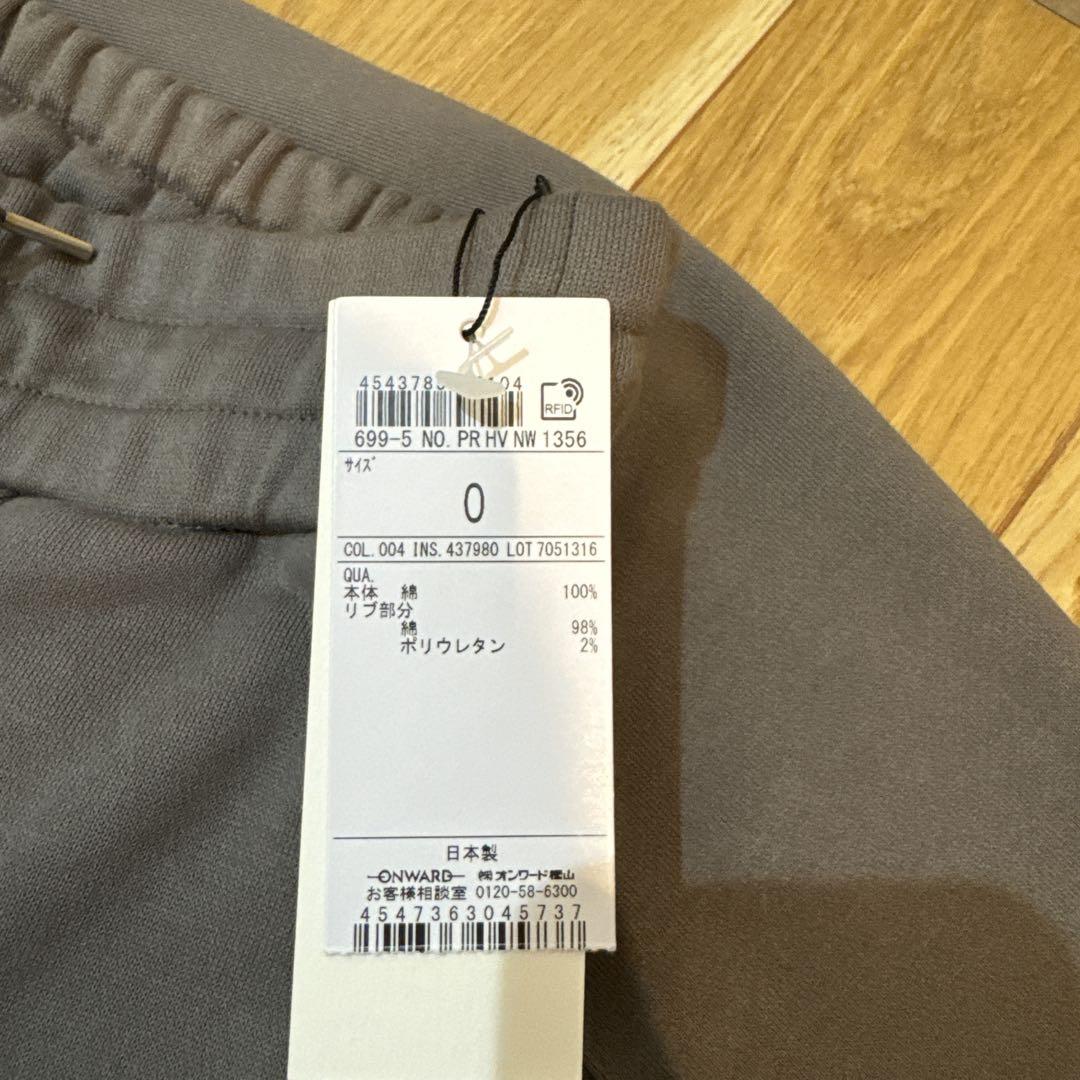 RFID
699-5 NO. PR HV NW 1356
サイズ
0
COL. 004 INS. 437980 LOT 7051316
QUA.
本体 綿 100%
リブ部分
綿 98%
ポリウレタン 2%
日本製
ONWARD ㈱オンワード樫山
お客様相談室 0120-58-6300
4547363045737